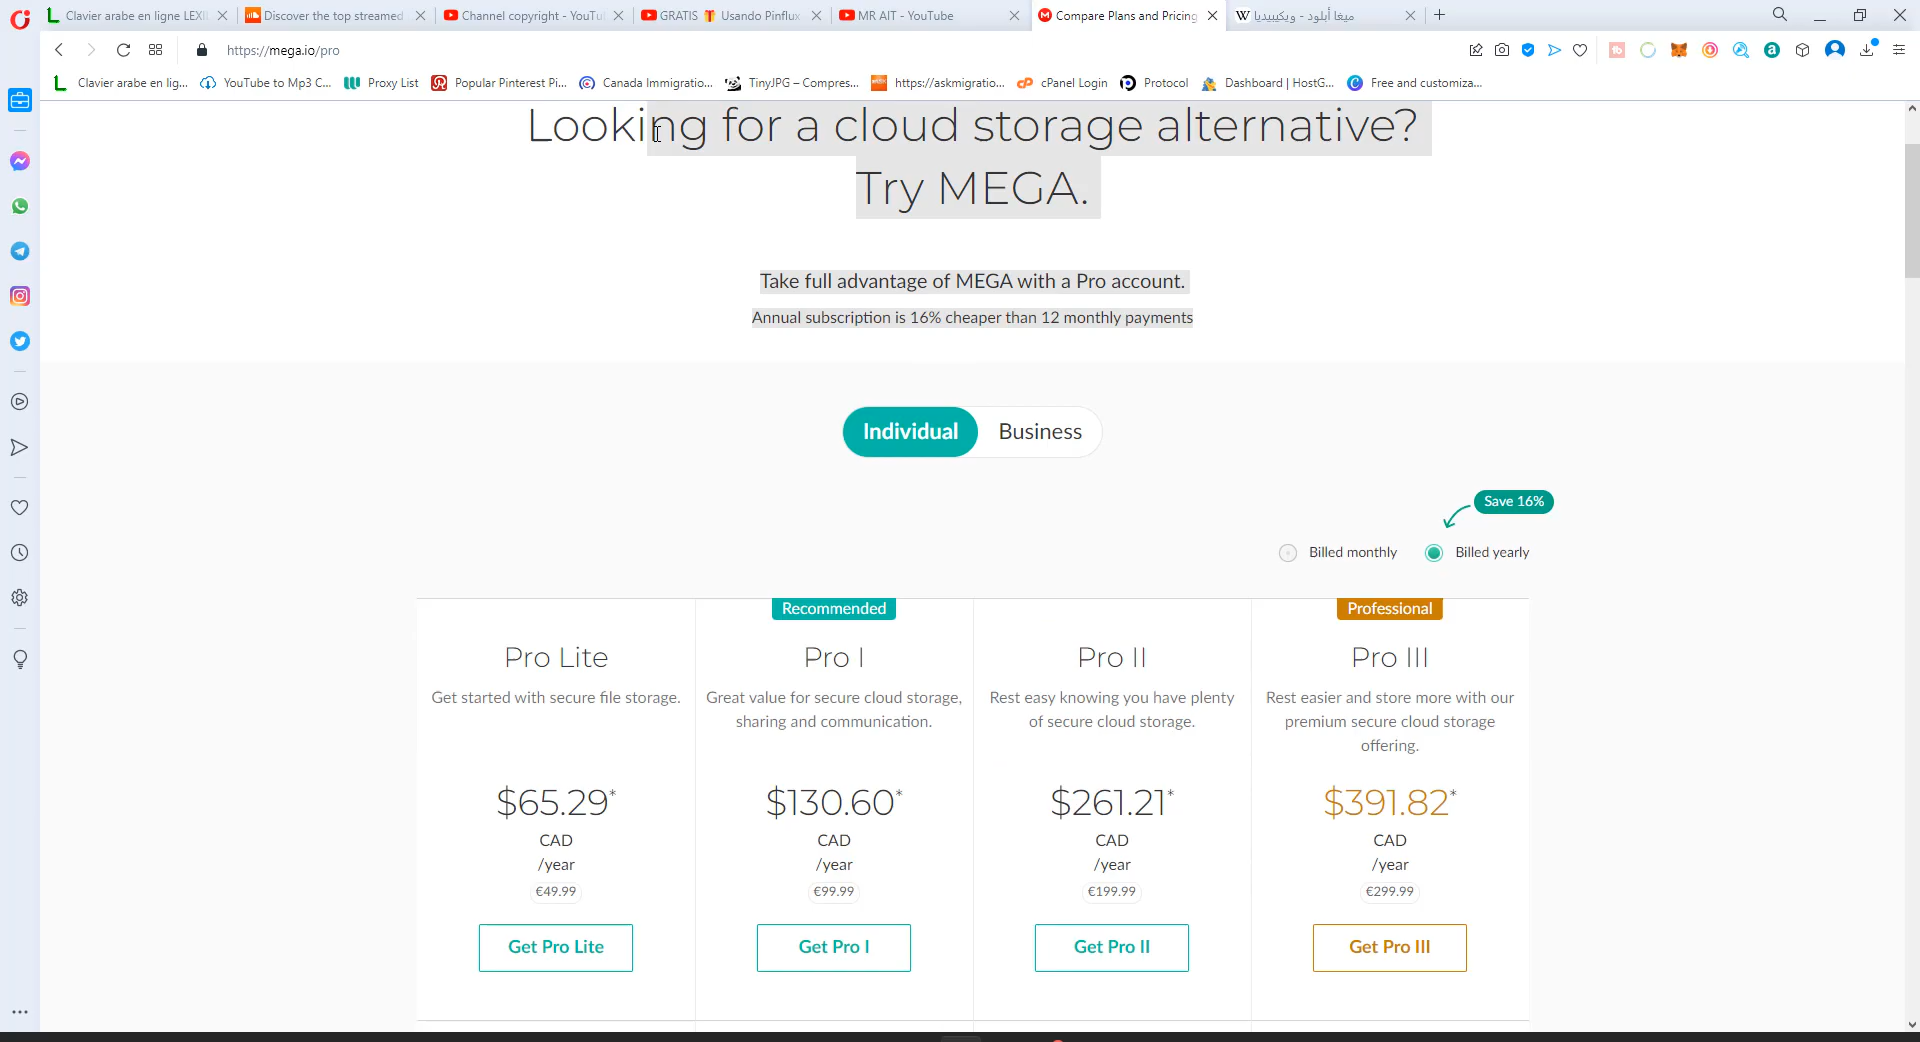 Clavier arabe en ligne LEXI
Discover the top streamed
Channel copyright - YouTu
GRATIS 🎁 Usando Pinflux
MR AIT - YouTube
Compare Plans and Pricing
ميغا أبلود - ويكيبيديا
https://mega.io/pro
Clavier arabe en lig...
YouTube to Mp3 C...
Proxy List
Popular Pinterest Pi...
Canada Immigratio...
TinyJPG – Compres...
https://askmigratio...
cPanel Login
Protocol
Dashboard | HostG...
Free and customiza...
Looking for a cloud storage alternative?
Try MEGA.
Take full advantage of MEGA with a Pro account.
Annual subscription is 16% cheaper than 12 monthly payments
Individual
Business
Save 16%
Billed monthly
Billed yearly
Recommended
Professional
Pro Lite
Get started with secure file storage.
$65.29*
CAD
/year
€49.99
Get Pro Lite
Pro I
Great value for secure cloud storage,
sharing and communication.
$130.60*
CAD
/year
€99.99
Get Pro I
Pro II
Rest easy knowing you have plenty
of secure cloud storage.
$261.21*
CAD
/year
€199.99
Get Pro II
Pro III
Rest easier and store more with our
premium secure cloud storage
offering.
$391.82*
CAD
/year
€299.99
Get Pro III